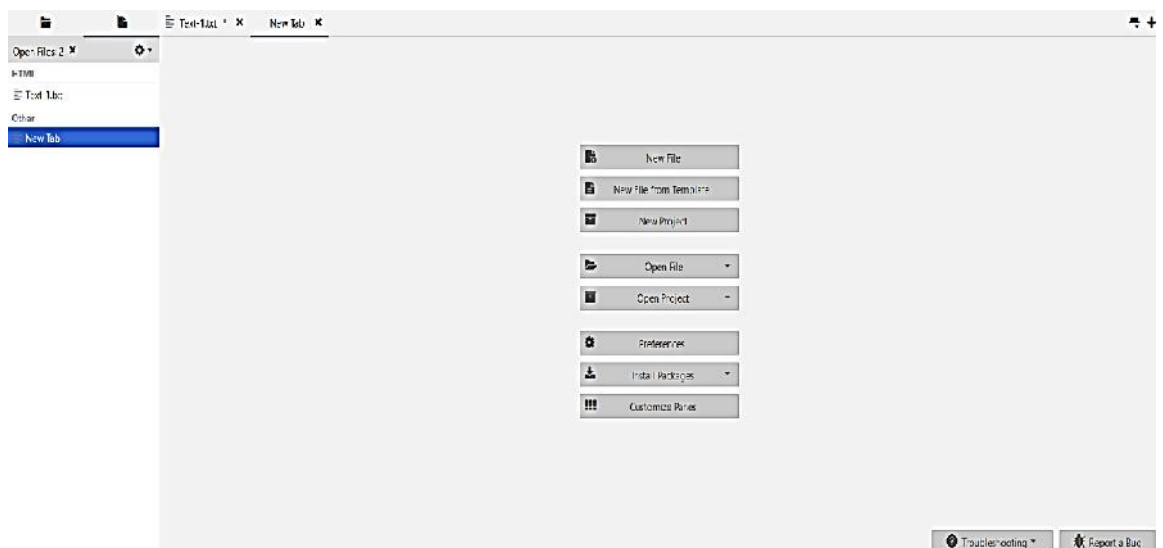 Text-1.txt * New Tab
Open Files 2
HTML
Text-1.txt
Other
New Tab
New File
New File from Template
New Project
Open File
Open Project
Preferences
Install Packages
Customize Panes
Troubleshooting Report a Bug